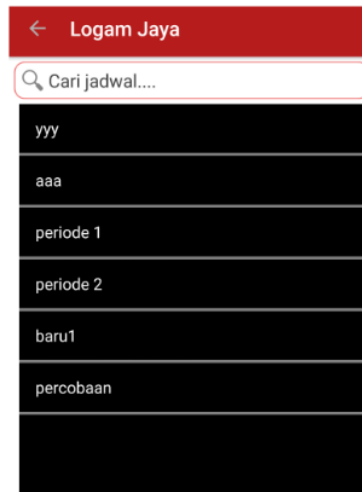 Logam Jaya
Cari jadwal....
yyy
aaa
periode 1
periode 2
baru1
percobaan